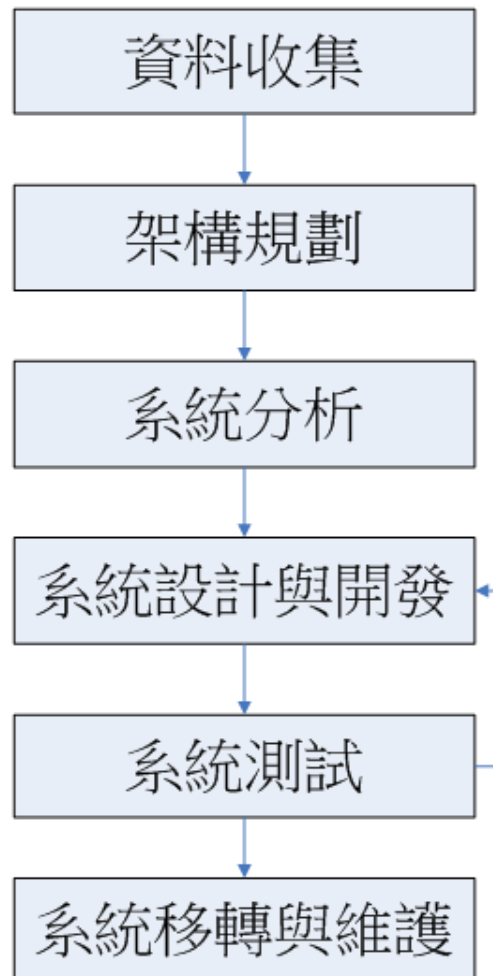 資料收集
架構規劃
系統分析
系統設計與開發
系統測試
系統移轉與維護